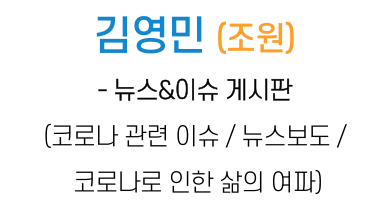 김영민 (조원)
- 뉴스&이슈 게시판
(코로나 관련 이슈 / 뉴스보도 /
코로나로 인한 삶의 여파)